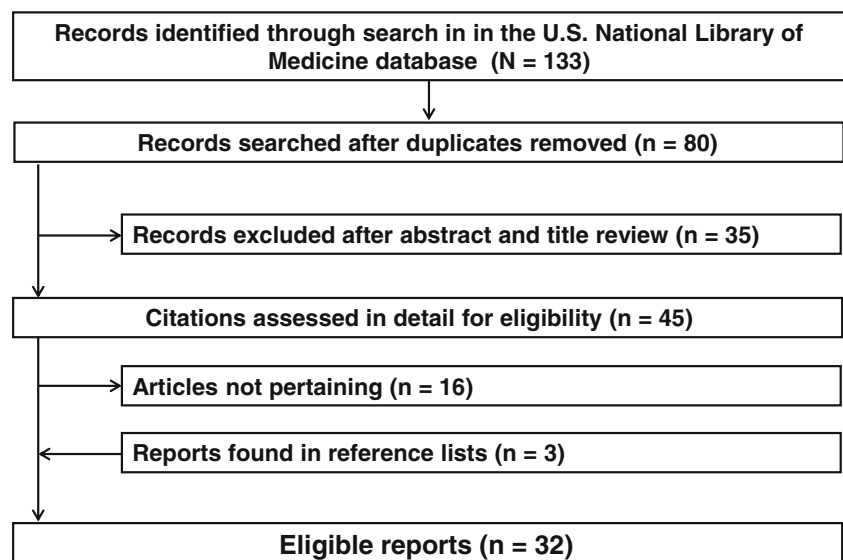 Records identified through search in in the U.S. National Library of
Medicine database (N = 133)
Records searched after duplicates removed (n = 80)
Records excluded after abstract and title review (n = 35)
Citations assessed in detail for eligibility (n = 45)
Articles not pertaining (n = 16)
Reports found in reference lists (n = 3)
Eligible reports (n = 32)